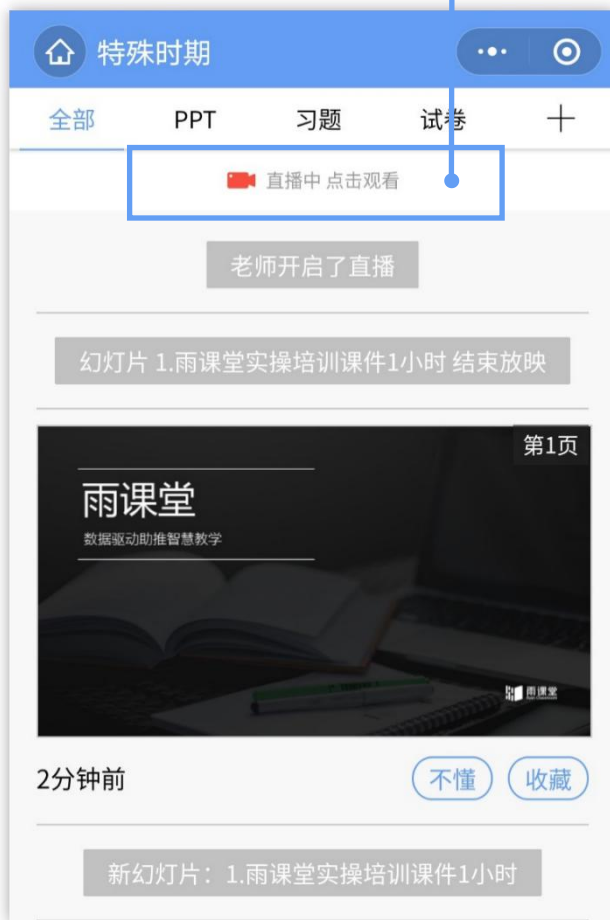 特殊时期
全部 PPT 习题 试卷
直播中 点击观看
老师开启了直播
幻灯片 1.雨课堂实操培训课件1小时 结束放映
第1页
雨课堂
数据驱动助推智慧教学
雨课堂
2分钟前 不懂 收藏
新幻灯片：1.雨课堂实操培训课件1小时